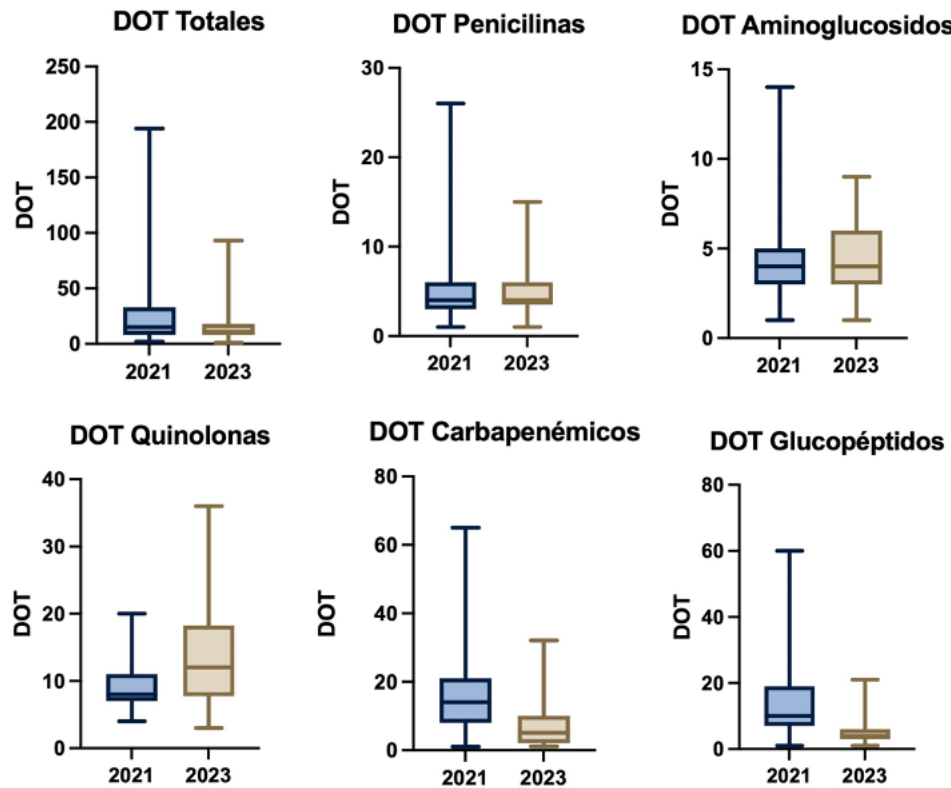 DOT Totales
250
200
150
100
50
0
DOT
2021 2023
DOT Penicilinas
30
20
10
0
DOT
2021 2023
DOT Aminoglucosidos
15
10
5
0
DOT
2021 2023
DOT Quinolonas
40
30
20
10
0
DOT
2021 2023
DOT Carbapenémicos
80
60
40
20
0
DOT
2021 2023
DOT Glucopéptidos
80
60
40
20
0
DOT
2021 2023